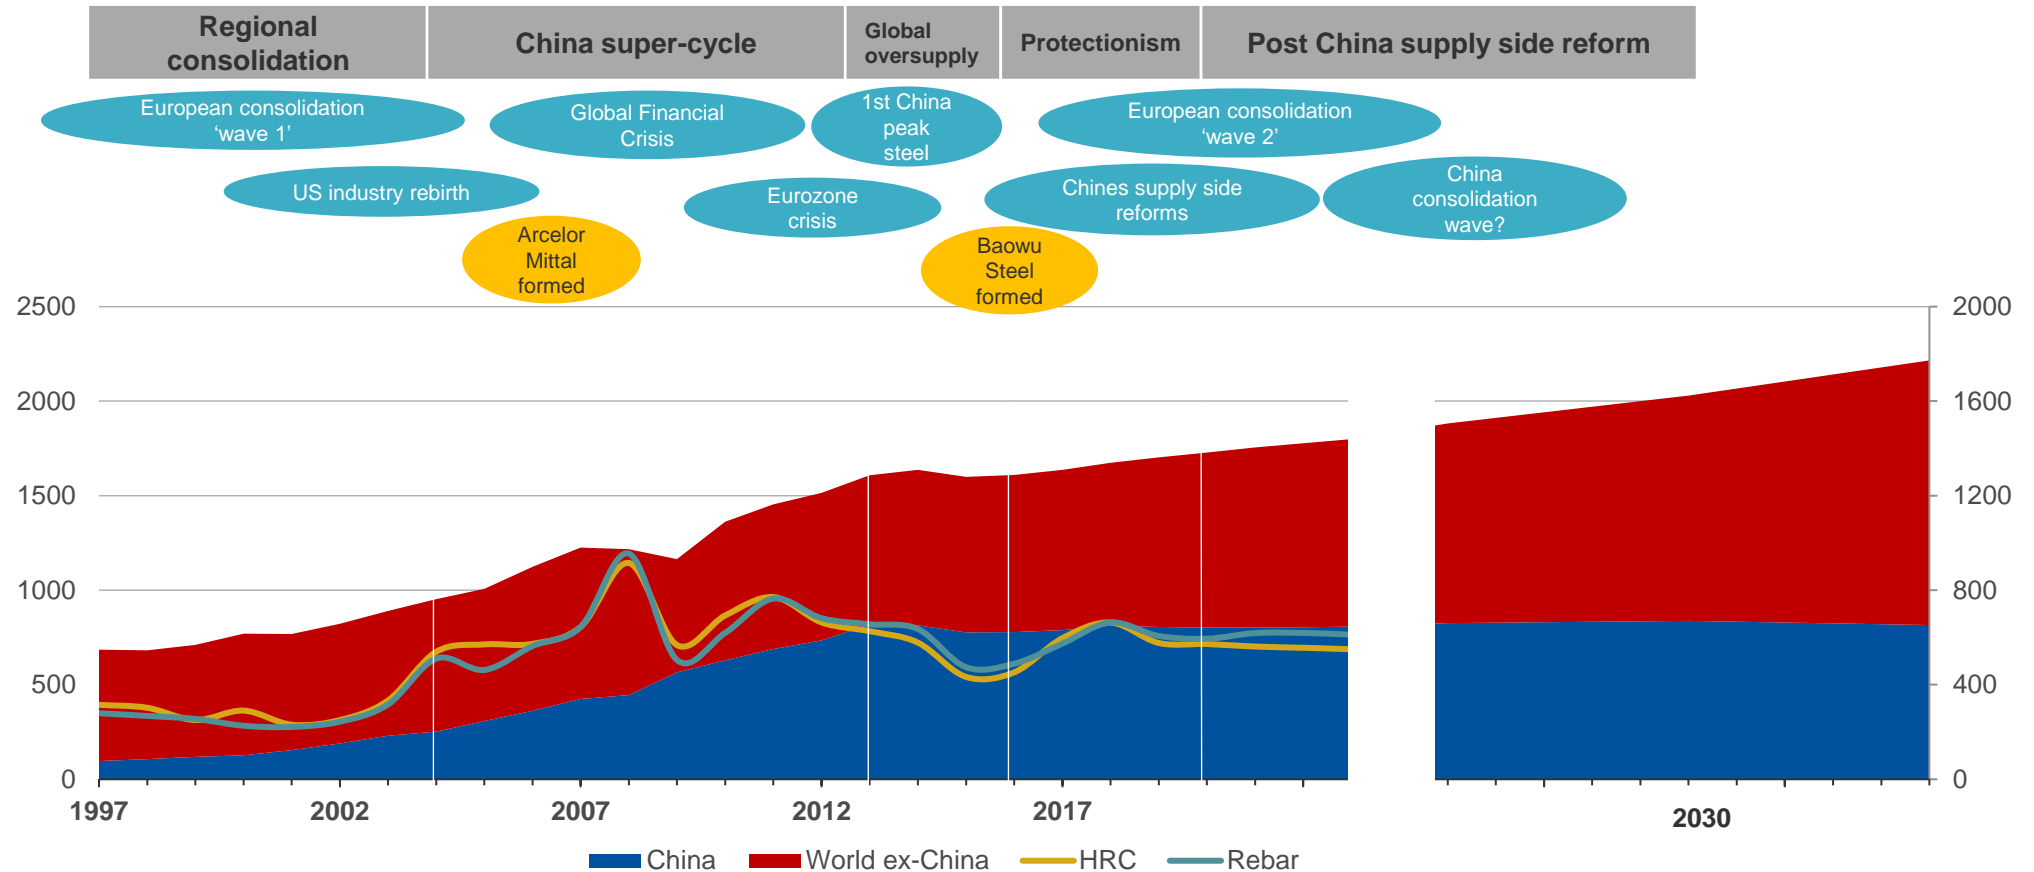 Regional
consolidation
China super-cycle
Global
oversupply
Protectionism
Post China supply side reform
European consolidation
‘wave 1’
Global Financial
Crisis
1st China
peak
steel
European consolidation
‘wave 2’
US industry rebirth
Eurozone
crisis
Chines supply side
reforms
China
consolidation
wave?
Arcelor
Mittal
formed
Baowu
Steel
formed
2500
2000
1500
1000
500
0
2000
1600
1200
800
400
0
1997
2002
2007
2012
2017
2030
China
World ex-China
HRC
Rebar